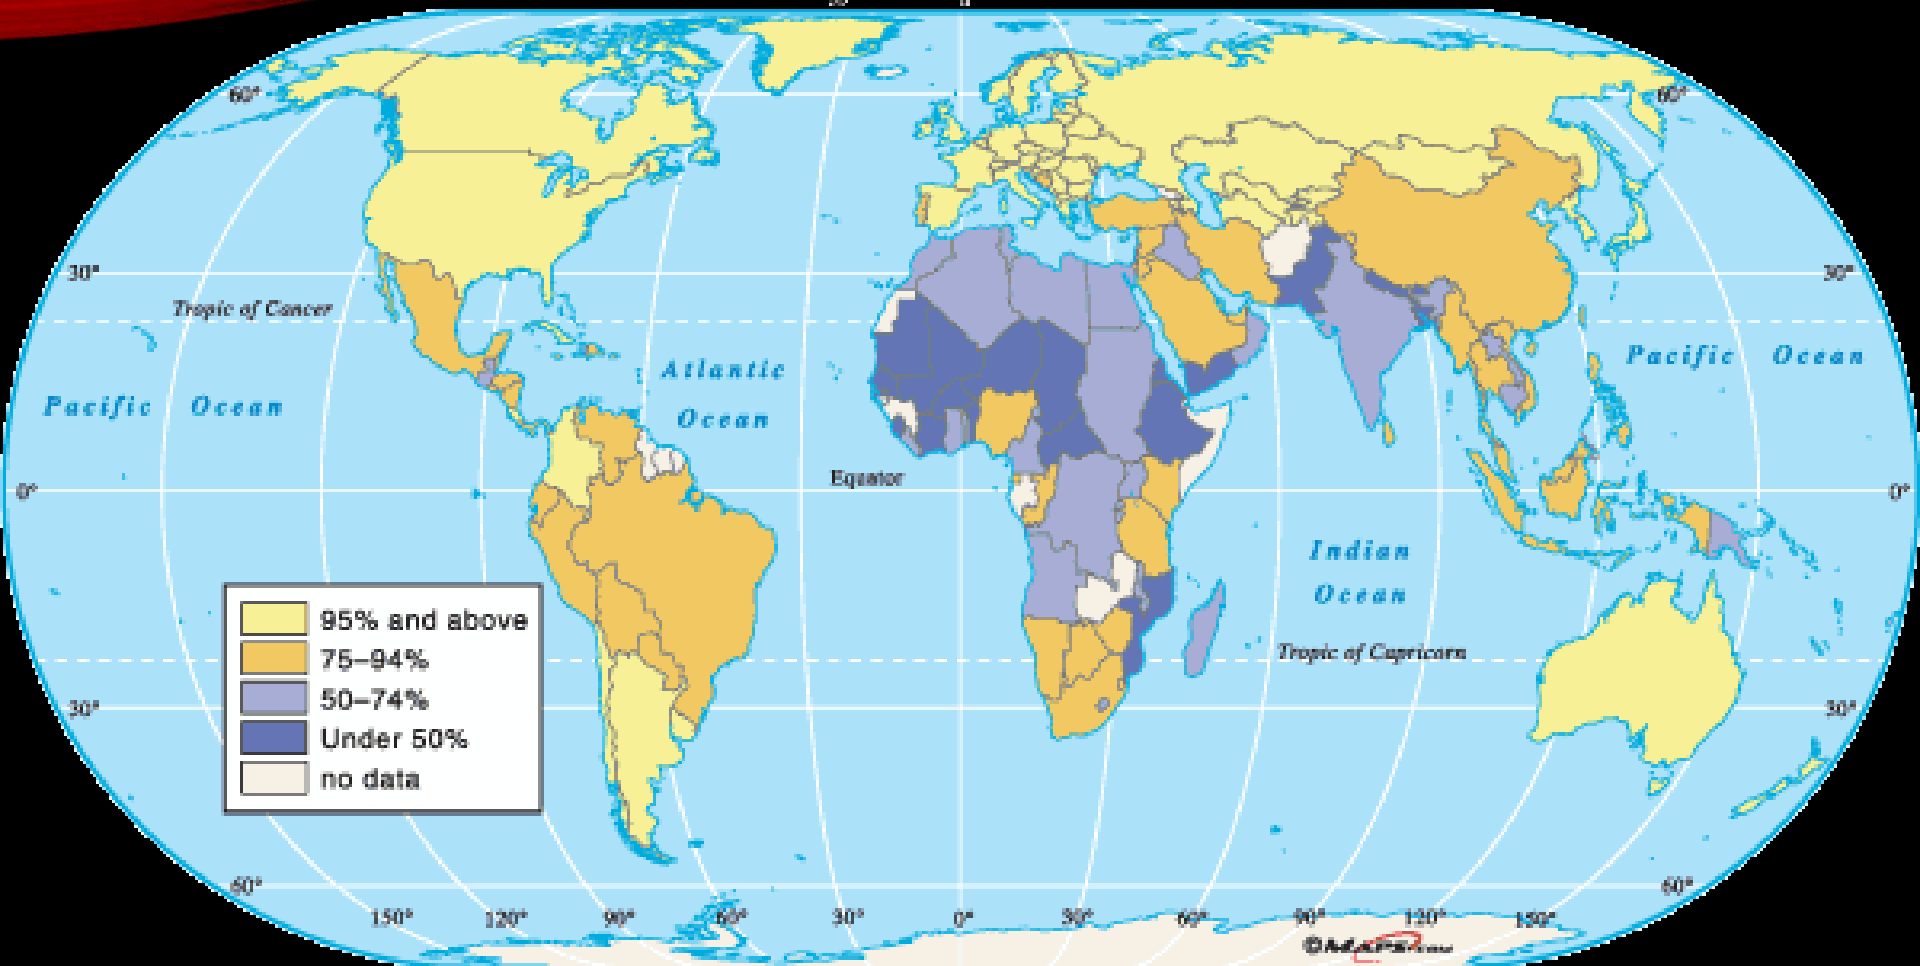 60°
60°
30°
30°
Tropic of Cancer
Atlantic
Ocean
Pacific Ocean
Pacific Ocean
Equator
0°
0°
Indian
Ocean
Tropic of Capricorn
95% and above
75–94%
50–74%
Under 50%
no data
30°
30°
60°
60°
150° 120° 90° 60° 30° 0° 30° 60° 90° 120° 150°
©MAPS.com